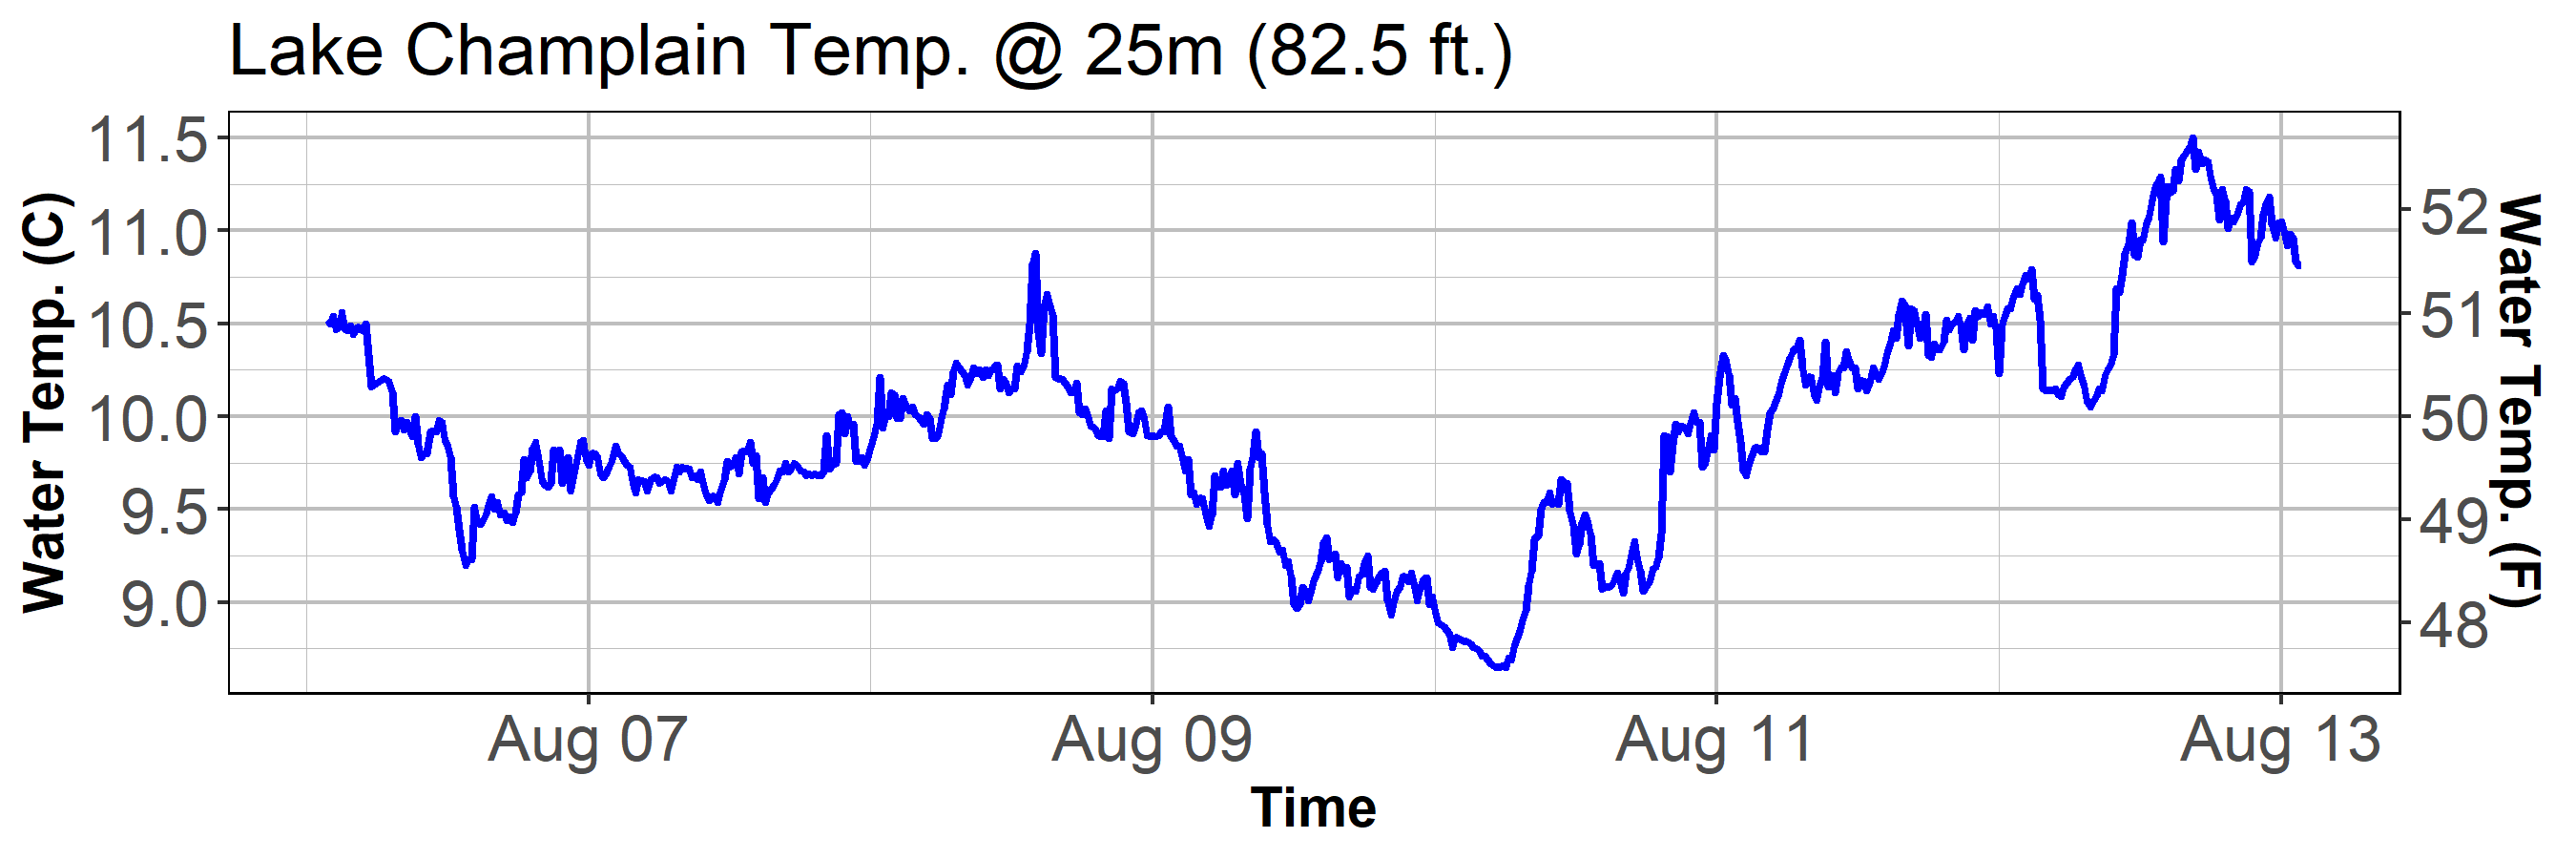 Lake Champlain Temp. @ 25m (82.5 ft.)
Water Temp. (C)
11.5
11.0
10.5
10.0
9.5
9.0
52
51
50
49
48
Water Temp. (F)
Aug 07 Aug 09 Aug 11 Aug 13
Time